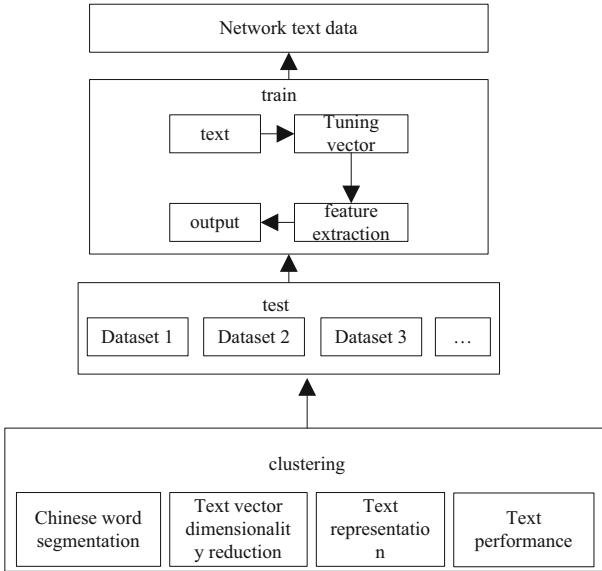 Network text data
train
text
Tuning
vector
output
feature
extraction
test
Dataset 1
Dataset 2
Dataset 3
...
clustering
Chinese word
segmentation
Text vector
dimensionalit
y reduction
Text
representatio
n
Text
performance